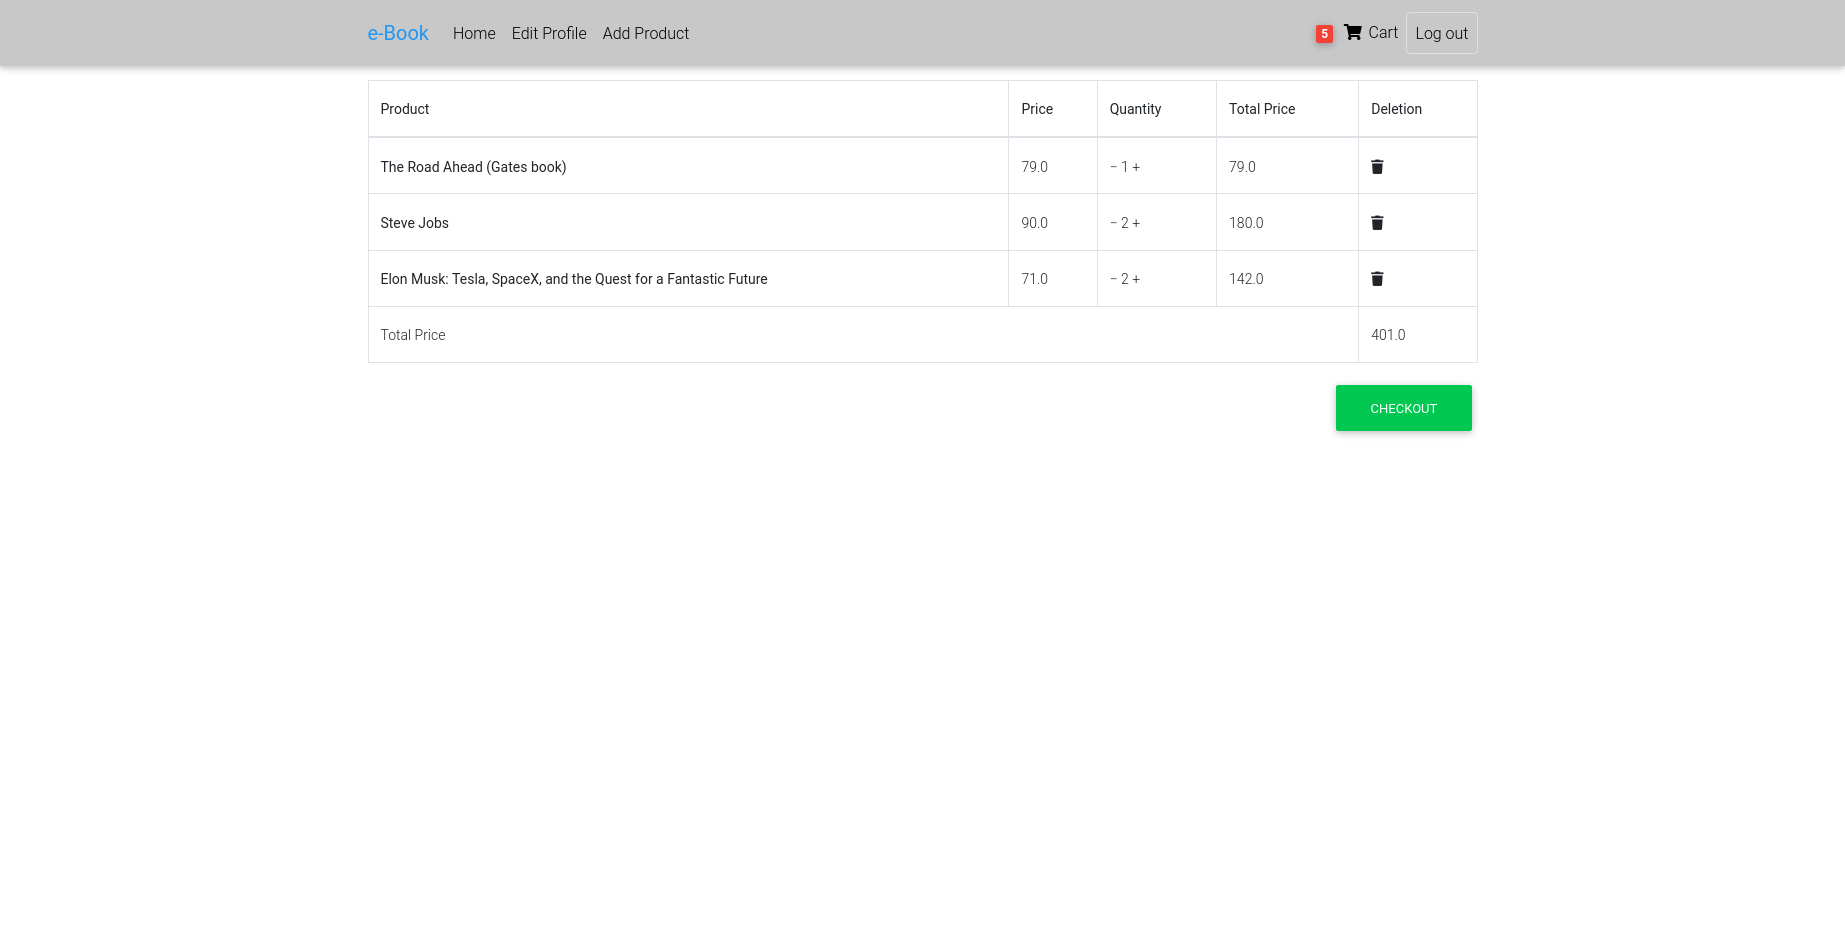 e-Book Home Edit Profile Add Product 5 Cart Log out
Product Price Quantity Total Price Deletion
The Road Ahead (Gates book) 79.0 − 1 + 79.0
Steve Jobs 90.0 − 2 + 180.0
Elon Musk: Tesla, SpaceX, and the Quest for a Fantastic Future 71.0 − 2 + 142.0
Total Price 401.0
CHECKOUT